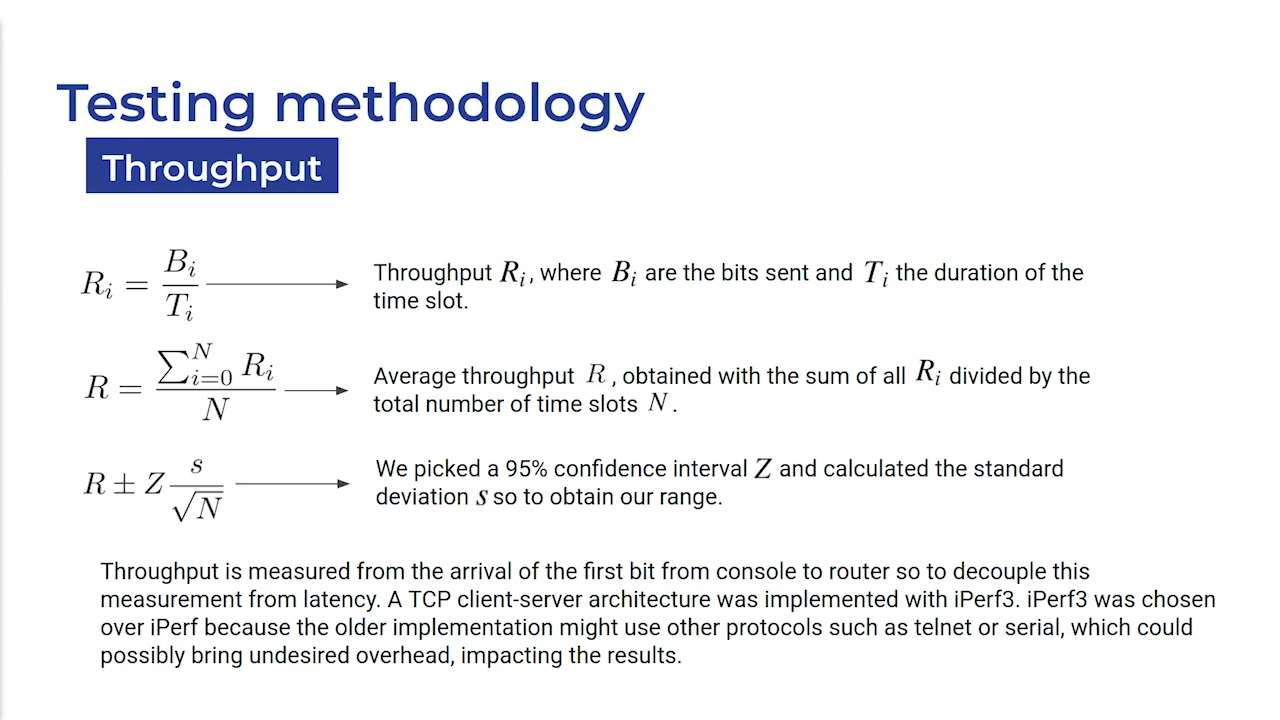 Testing methodology
Throughput
R_i = B_i / T_i
Throughput R_i, where B_i are the bits sent and T_i the duration of the
time slot.
R = ∑_{i=0}^{N} R_i / N
Average throughput R, obtained with the sum of all R_i divided by the
total number of time slots N.
R ± Z s / √N
We picked a 95% confidence interval Z and calculated the standard
deviation s so to obtain our range.
Throughput is measured from the arrival of the first bit from console to router so to decouple this
measurement from latency. A TCP client-server architecture was implemented with iPerf3. iPerf3 was chosen
over iPerf because the older implementation might use other protocols such as telnet or serial, which could
possibly bring undesired overhead, impacting the results.